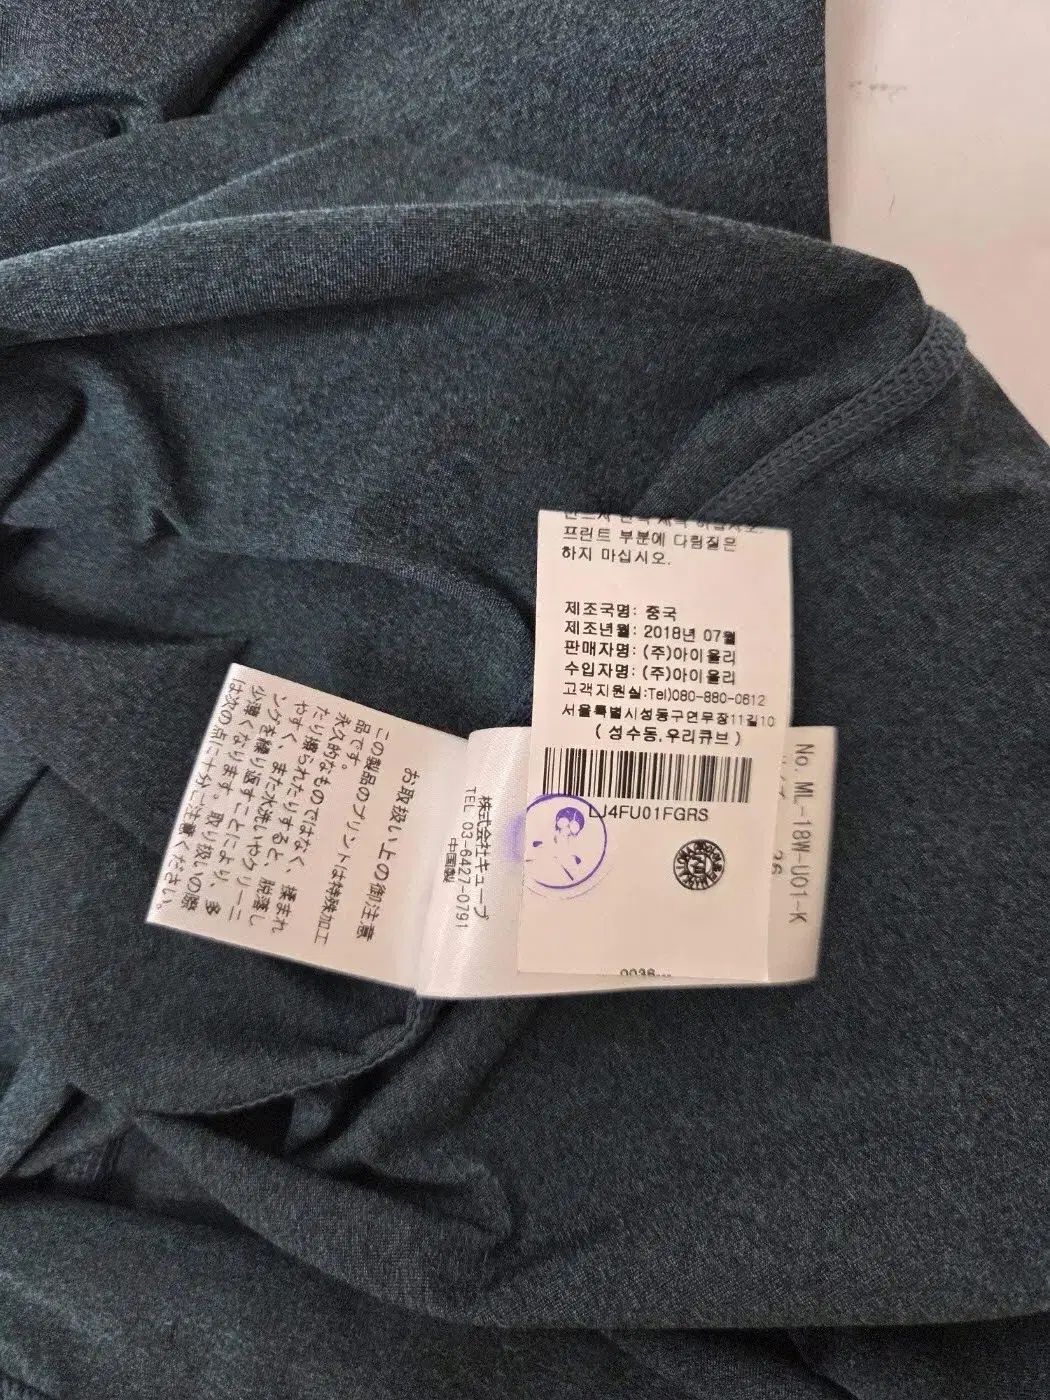 프린트 부분에 다림질은
하지 마십시오.
제조국명: 중국
제조년월: 2018년 07월
판매자명: (주)아이올리
수입자명: (주)아이올리
고객지원실:Tel)080-880-0612
서울특별시성동구연무장11길10
( 성수동,우리큐브 )
LJ4FU01FGRS
No. ML-18W-U01-K
株式会社キューブ
TEL 03-6427-0791
中国製
お取扱い上の御注意
この製品のプリントは特殊加工
品です。
永久的なものではなく、揉まれ
たり擦られたりすると、脱落し
やすく、また水洗いやクリーニ
ングを繰り返すことにより、多
少薄くなります。取り扱いの際
は次の点に十分ご注意ください。